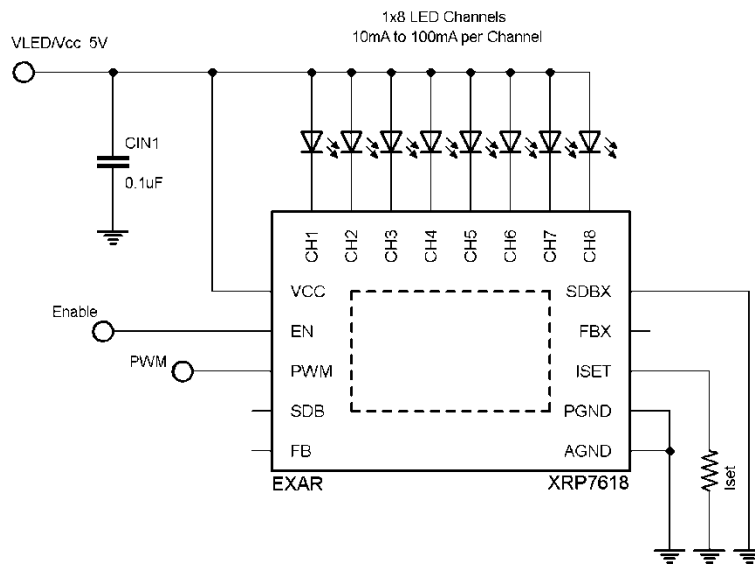 1x8 LED Channels
10mA to 100mA per Channel
VLED/Vcc 5V
CIN1
0.1uF
CH1
CH2
CH3
CH4
CH5
CH6
CH7
CH8
VCC
SDBX
Enable
EN
FBX
PWM
PWM
ISET
SDB
PGND
FB
AGND
Iset
EXAR
XRP7618